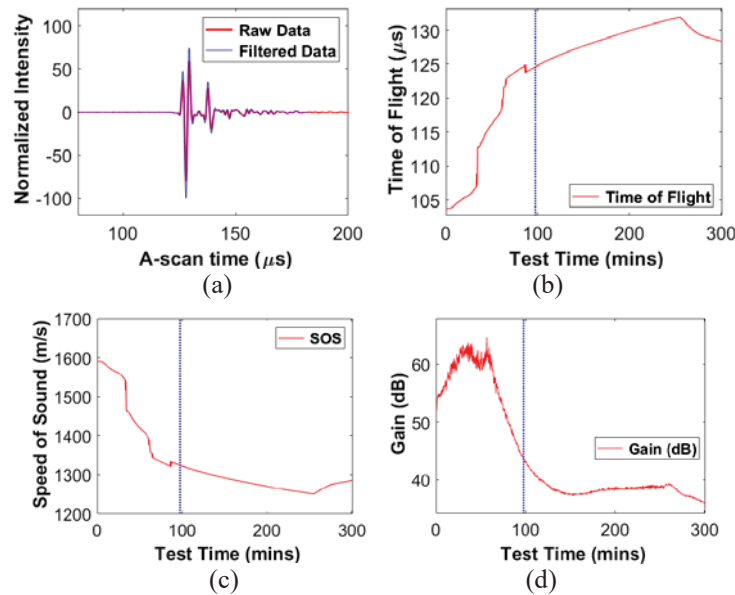 Normalized Intensity
100
50
0
-50
-100
100
150
200
A-scan time (μs)
Raw Data
Filtered Data
(a)
Time of Flight (μs)
130
125
120
115
110
105
0
100
200
300
Test Time (mins)
Time of Flight
(b)
Speed of Sound (m/s)
1700
1600
1500
1400
1300
1200
0
100
200
300
Test Time (mins)
SOS
(c)
Gain (dB)
60
50
40
0
100
200
300
Test Time (mins)
Gain (dB)
(d)